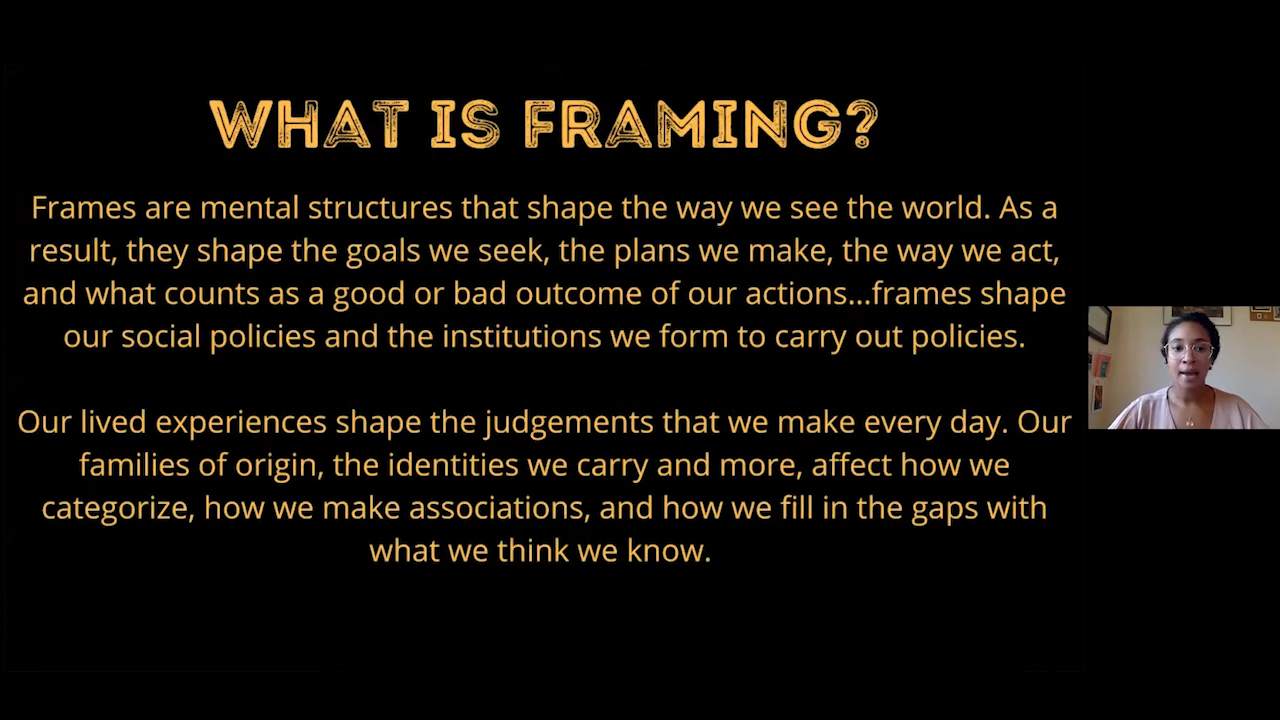 WHAT IS FRAMING?
Frames are mental structures that shape the way we see the world. As a
result, they shape the goals we seek, the plans we make, the way we act,
and what counts as a good or bad outcome of our actions...frames shape
our social policies and the institutions we form to carry out policies.
Our lived experiences shape the judgements that we make every day. Our
families of origin, the identities we carry and more, affect how we
categorize, how we make associations, and how we fill in the gaps with
what we think we know.